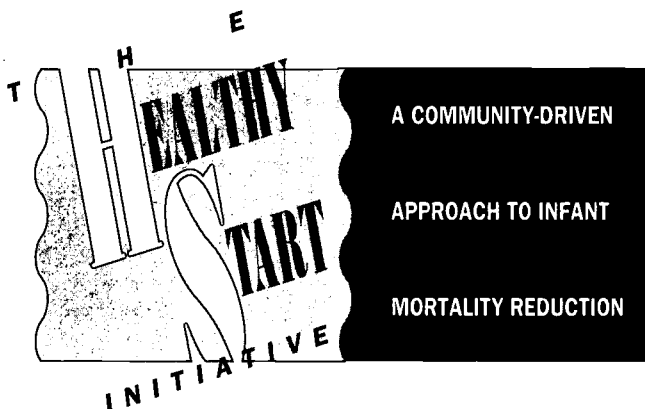 THE
HEALTHY
START
INITIATIVE
A COMMUNITY-DRIVEN
APPROACH TO INFANT
MORTALITY REDUCTION